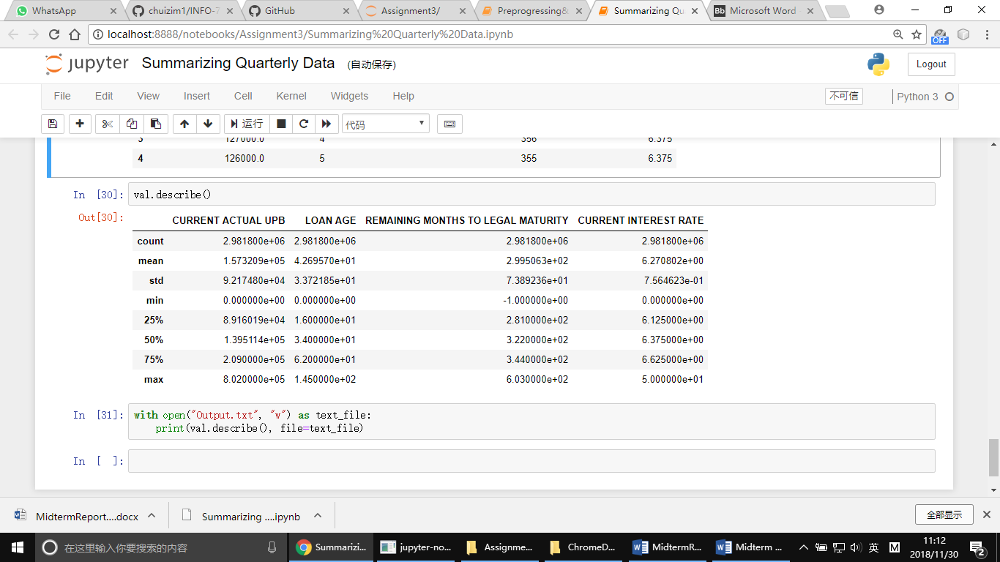 WhatsApp
chuizim1/INFO-7
GitHub
Assignment3/
Preprogressing&
Summarizing Qu
Bb Microsoft Word
localhost:8888/notebooks/Assignment3/Summarizing%20Quarterly%20Data.ipynb
OFF
jupyter Summarizing Quarterly Data (自动保存)
Logout
File Edit View Insert Cell Kernel Widgets Help
不可信
Python 3
运行
代码
3 127000.0 4 356 6.375
4 126000.0 5 355 6.375
In [30]: val.describe()
Out[30]:
CURRENT ACTUAL UPB LOAN AGE REMAINING MONTHS TO LEGAL MATURITY CURRENT INTEREST RATE
count 2.981800e+06 2.981800e+06 2.981800e+06 2.981800e+06
mean 1.573209e+05 4.269570e+01 2.995063e+02 6.270802e+00
std 9.217480e+04 3.372185e+01 7.389236e+01 7.564623e-01
min 0.000000e+00 0.000000e+00 -1.000000e+00 0.000000e+00
25% 8.916019e+04 1.600000e+01 2.810000e+02 6.125000e+00
50% 1.395114e+05 3.400000e+01 3.220000e+02 6.375000e+00
75% 2.090000e+05 6.200000e+01 3.440000e+02 6.625000e+00
max 8.020000e+05 1.450000e+02 6.030000e+02 5.000000e+01
In [31]: with open("Output.txt", "w") as text_file:
print(val.describe(), file=text_file)
In [ ]:
MidtermReport....docx
Summarizing ....ipynb
全部显示
在这里输入你要搜索的内容
Summarizi...
jupyter-no...
Assignme...
ChromeD...
MidtermR...
Midterm ...
英
M
11:12
2018/11/30
2